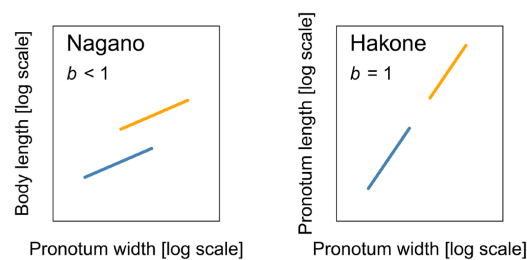 Nagano
b < 1
Body length [log scale]
Pronotum width [log scale]
Hakone
b = 1
Pronotum length [log scale]
Pronotum width [log scale]